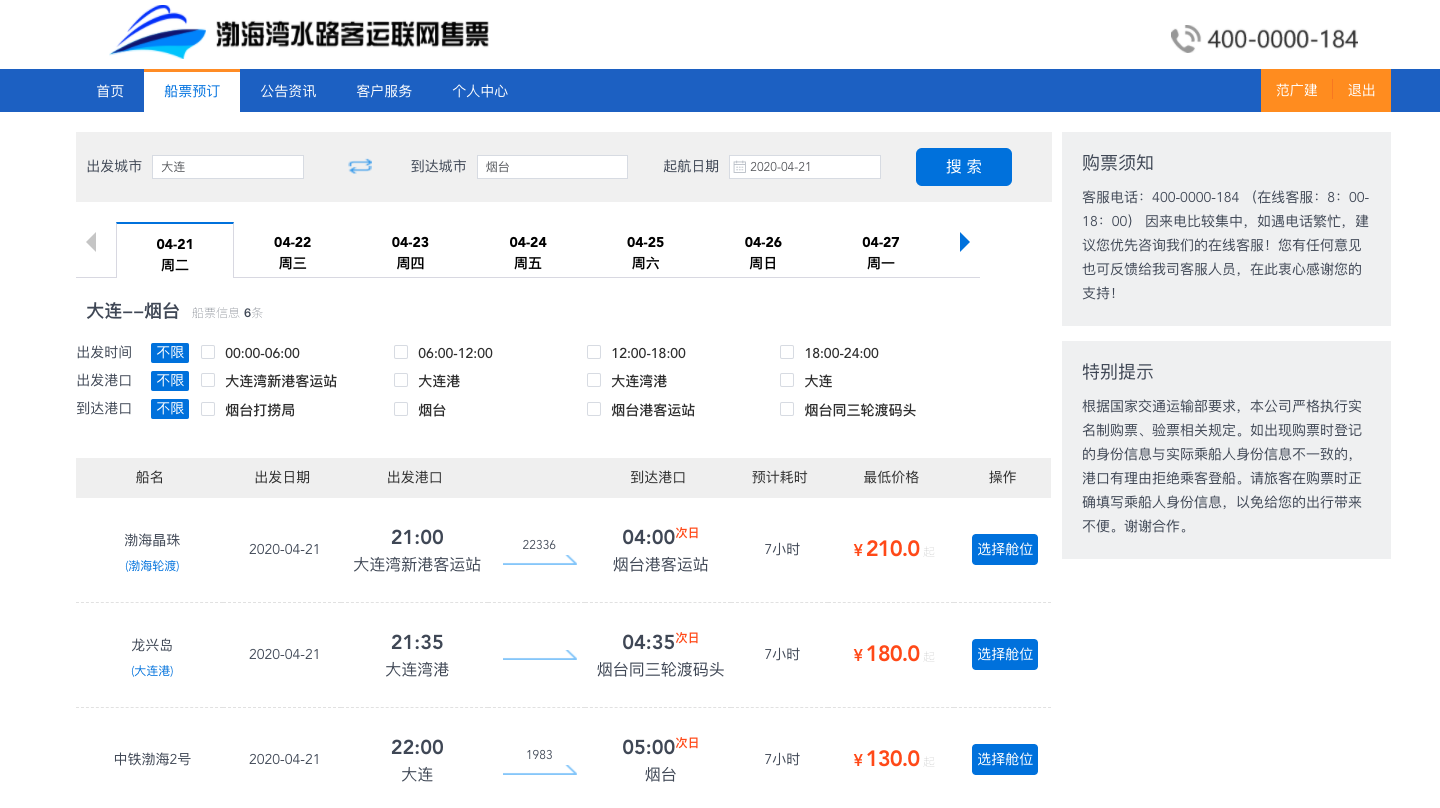 渤海湾水路客运联网售票
400-0000-184
首页 船票预订 公告资讯 客户服务 个人中心 范广建 退出
出发城市 大连 到达城市 烟台 起航日期 2020-04-21 搜 索
04-21 04-22 04-23 04-24 04-25 04-26 04-27
周二 周三 周四 周五 周六 周日 周一
大连--烟台 船票信息 6条
出发时间 不限 00:00-06:00 06:00-12:00 12:00-18:00 18:00-24:00
出发港口 不限 大连湾新港客运站 大连港 大连湾港 大连
到达港口 不限 烟台打捞局 烟台 烟台港客运站 烟台同三轮渡码头
船名 出发日期 出发港口 到达港口 预计耗时 最低价格 操作
渤海晶珠 2020-04-21 21:00 22336 04:00次日 7小时 ¥210.0 起 选择舱位
(渤海轮渡) 大连湾新港客运站 烟台港客运站
龙兴岛 2020-04-21 21:35 04:35次日 7小时 ¥180.0 起 选择舱位
(大连港) 大连湾港 烟台同三轮渡码头
中铁渤海2号 2020-04-21 22:00 1983 05:00次日 7小时 ¥130.0 起 选择舱位
大连 烟台
购票须知
客服电话：400-0000-184 （在线客服：8：00-
18：00） 因来电比较集中，如遇电话繁忙，建
议您优先咨询我们的在线客服！您有任何意见
也可反馈给我司客服人员，在此衷心感谢您的
支持！
特别提示
根据国家交通运输部要求，本公司严格执行实
名制购票、验票相关规定。如出现购票时登记
的身份信息与实际乘船人身份信息不一致的，
港口有理由拒绝乘客登船。请旅客在购票时正
确填写乘船人身份信息，以免给您的出行带来
不便。谢谢合作。